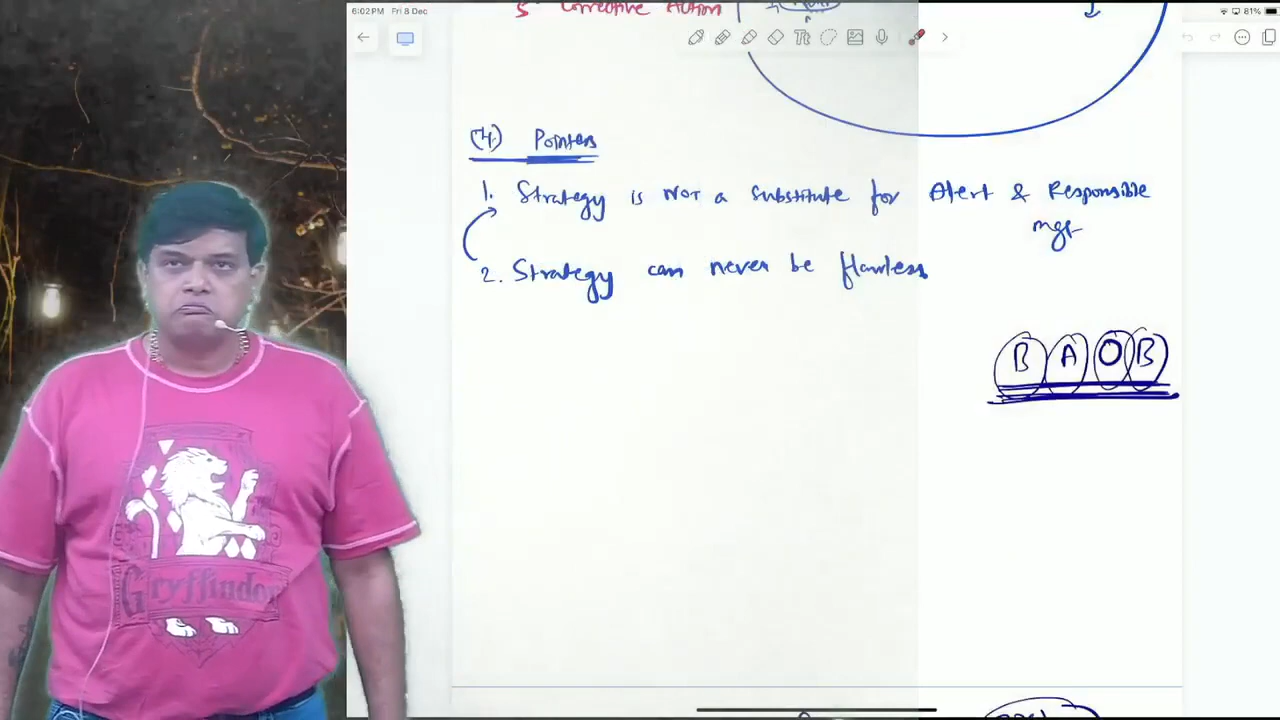 6:02 PM Fri 8 Dec
81%
5. Corrective Action
(4) Pointers
1. Strategy is NOT a substitute for Alert & Responsible
mgt
2. Strategy can never be flawless
B A O B
Gryffindor